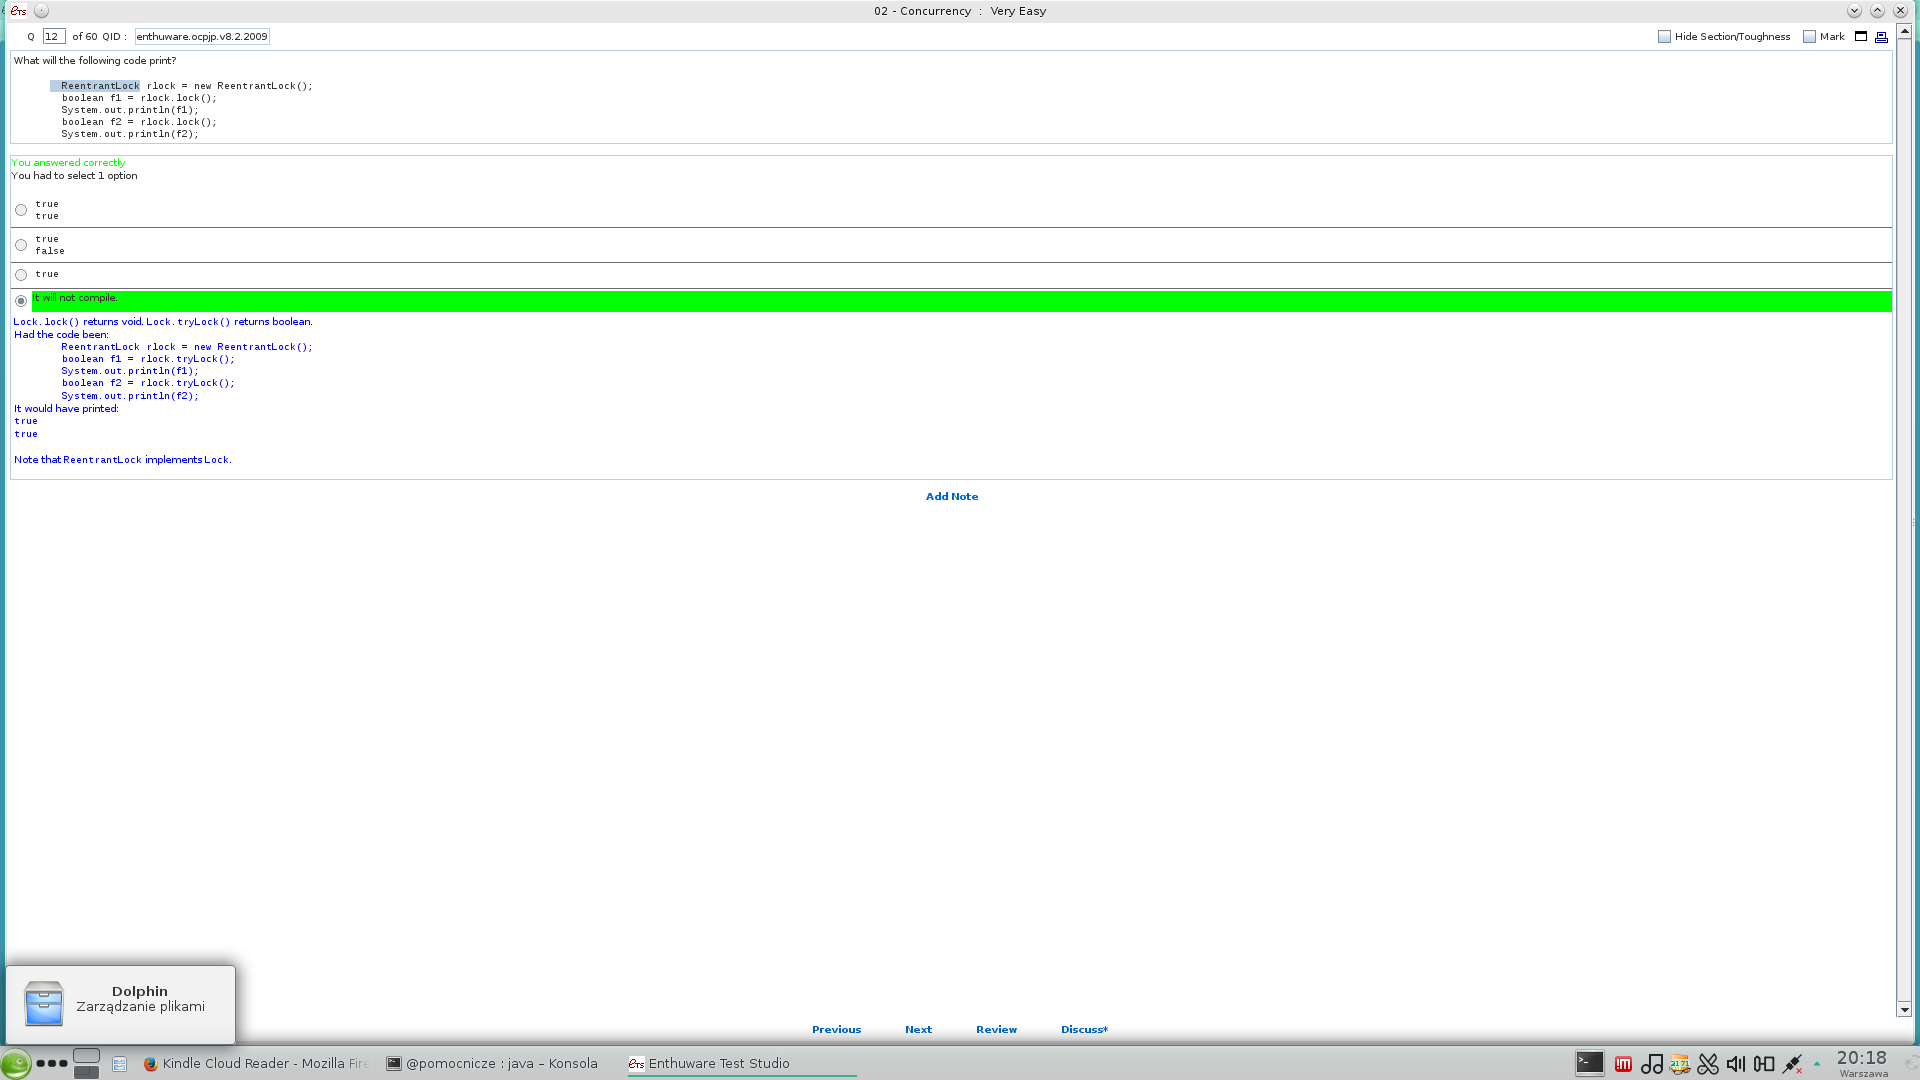 ETS
02 - Concurrency : Very Easy
Q 12 of 60 QID : enthuware.ocpjp.v8.2.2009
Hide Section/Toughness Mark
What will the following code print?
ReentrantLock rlock = new ReentrantLock();
boolean f1 = rlock.lock();
System.out.println(f1);
boolean f2 = rlock.lock();
System.out.println(f2);
You answered correctly
You had to select 1 option
true
true
true
false
true
It will not compile.
Lock.lock() returns void. Lock.tryLock() returns boolean.
Had the code been:
ReentrantLock rlock = new ReentrantLock();
boolean f1 = rlock.tryLock();
System.out.println(f1);
boolean f2 = rlock.tryLock();
System.out.println(f2);
It would have printed:
true
true
Note that ReentrantLock implements Lock.
Add Note
Dolphin
Zarządzanie plikami
Previous Next Review Discuss*
Kindle Cloud Reader - Mozilla Fire
@pomocnicze : java – Konsola
ETS Enthuware Test Studio
20:18
Warszawa